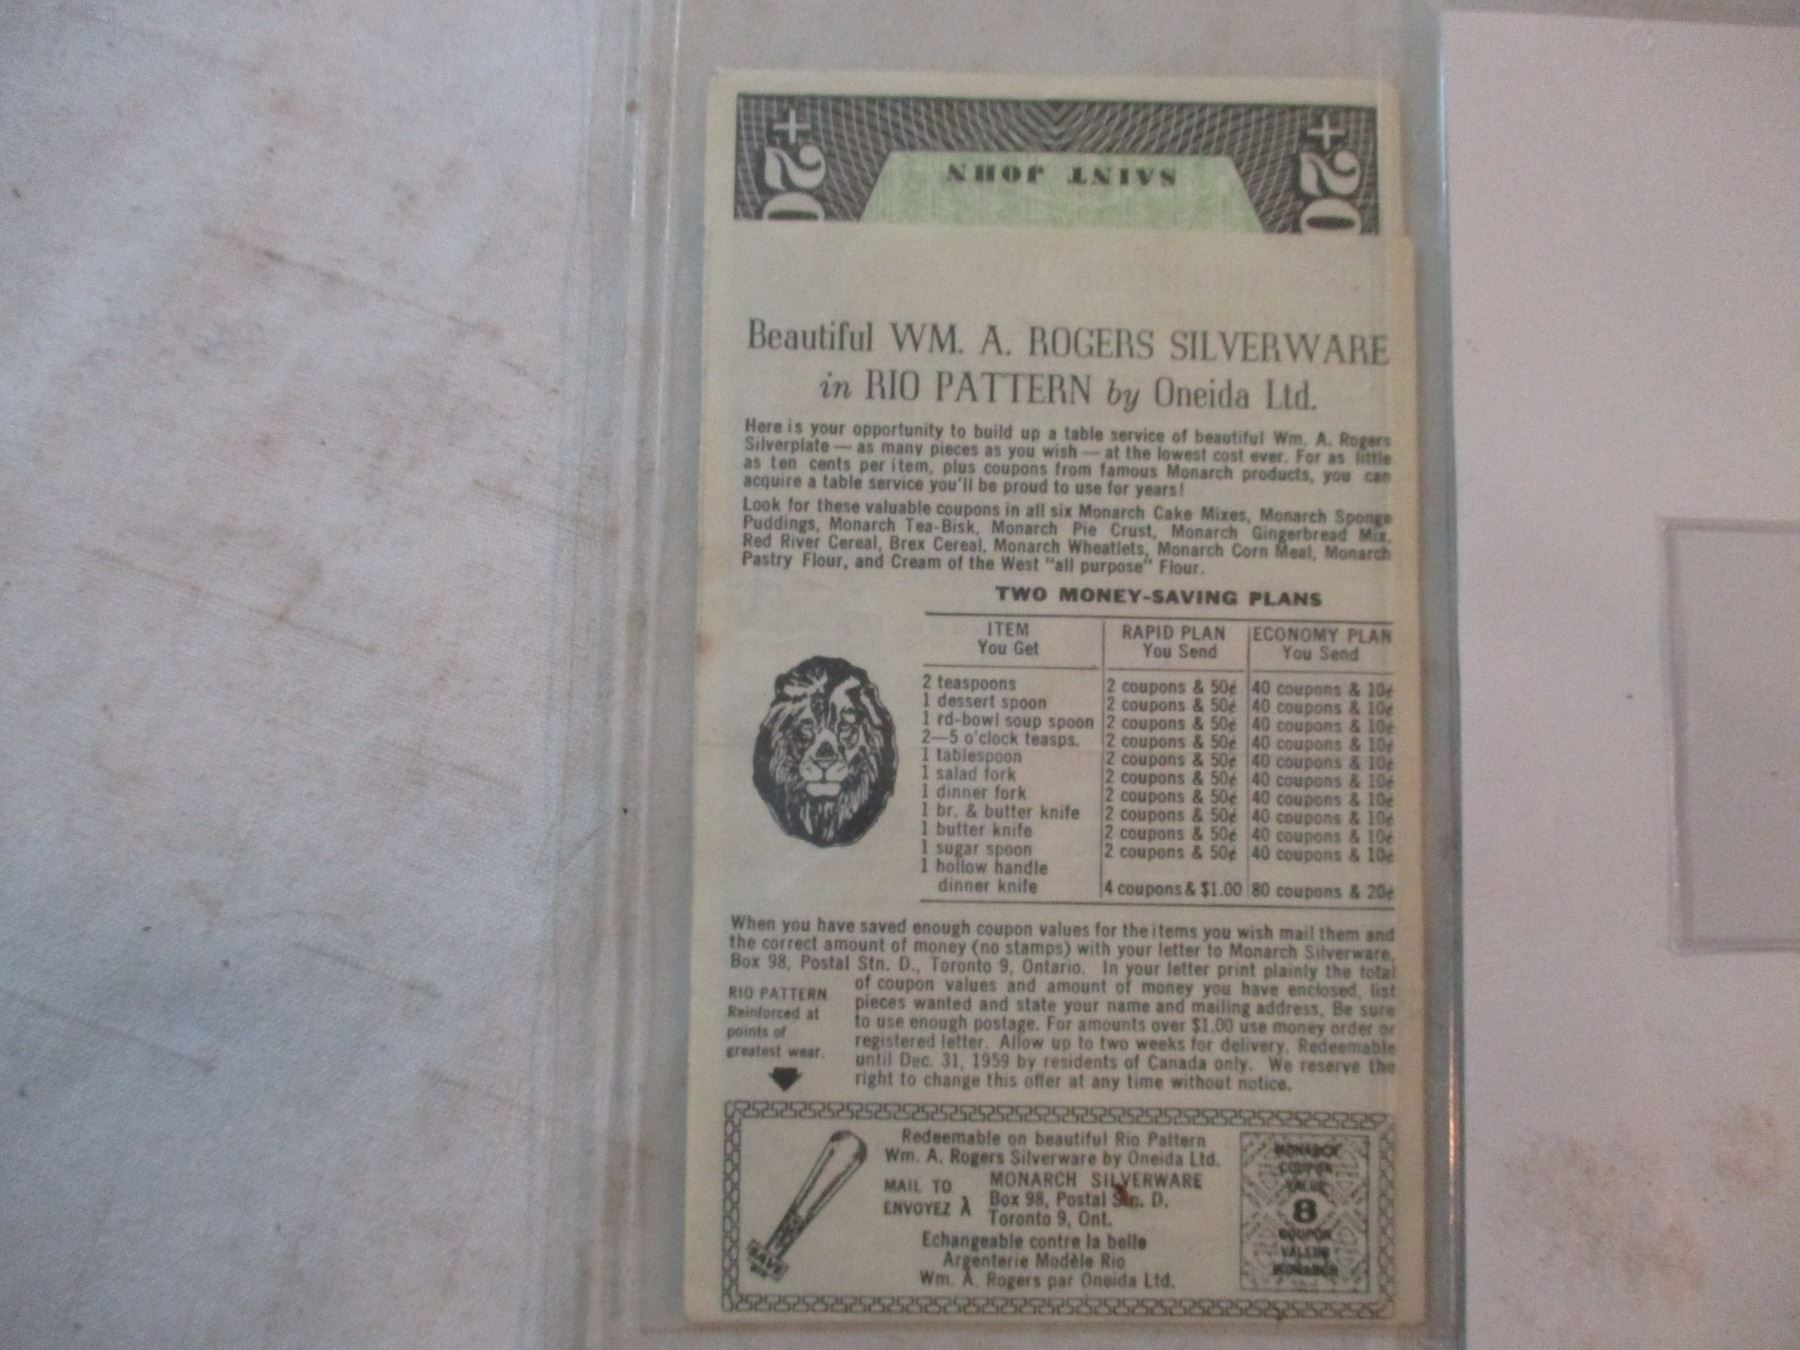 +20 +20
SAINT JOHN
Beautiful WM. A. ROGERS SILVERWARE
in RIO PATTERN by Oneida Ltd.
Here is your opportunity to build up a table service of beautiful Wm. A. Rogers
Silverplate — as many pieces as you wish — at the lowest cost ever. For as little
as ten cents per item, plus coupons from famous Monarch products, you can
acquire a table service you'll be proud to use for years!
Look for these valuable coupons in all six Monarch Cake Mixes, Monarch Sponge
Puddings, Monarch Tea-Bisk, Monarch Pie Crust, Monarch Gingerbread Mix,
Red River Cereal, Brex Cereal, Monarch Wheatlets, Monarch Corn Meal, Monarch
Pastry Flour, and Cream of the West "all purpose" Flour.
TWO MONEY-SAVING PLANS
ITEM RAPID PLAN ECONOMY PLAN
You Get You Send You Send
2 teaspoons 2 coupons & 50¢ 40 coupons & 10¢
1 dessert spoon 2 coupons & 50¢ 40 coupons & 10¢
1 rd-bowl soup spoon 2 coupons & 50¢ 40 coupons & 10¢
2—5 o'clock teasps. 2 coupons & 50¢ 40 coupons & 10¢
1 tablespoon 2 coupons & 50¢ 40 coupons & 10¢
1 salad fork 2 coupons & 50¢ 40 coupons & 10¢
1 dinner fork 2 coupons & 50¢ 40 coupons & 10¢
1 br. & butter knife 2 coupons & 50¢ 40 coupons & 10¢
1 butter knife 2 coupons & 50¢ 40 coupons & 10¢
1 sugar spoon 2 coupons & 50¢ 40 coupons & 10¢
1 hollow handle
dinner knife 4 coupons & $1.00 80 coupons & 20¢
When you have saved enough coupon values for the items you wish mail them and
the correct amount of money (no stamps) with your letter to Monarch Silverware,
Box 98, Postal Stn. D., Toronto 9, Ontario. In your letter print plainly the total
of coupon values and amount of money you have enclosed, list
pieces wanted and state your name and mailing address. Be sure
to use enough postage. For amounts over $1.00 use money order or
registered letter. Allow up to two weeks for delivery. Redeemable
until Dec. 31, 1959 by residents of Canada only. We reserve the
right to change this offer at any time without notice.
RIO PATTERN
Reinforced at
points of
greatest wear.
Redeemable on beautiful Rio Pattern
Wm. A. Rogers Silverware by Oneida Ltd.
MAIL TO
ENVOYEZ À
MONARCH SILVERWARE
Box 98, Postal Stn. D.
Toronto 9, Ont.
Echangeable contre la belle
Argenterie Modèle Rio
Wm. A. Rogers par Oneida Ltd.
SAVE
MONARCH
COUPON
VALUE
8
COUPON
VALEUR
MONARCH